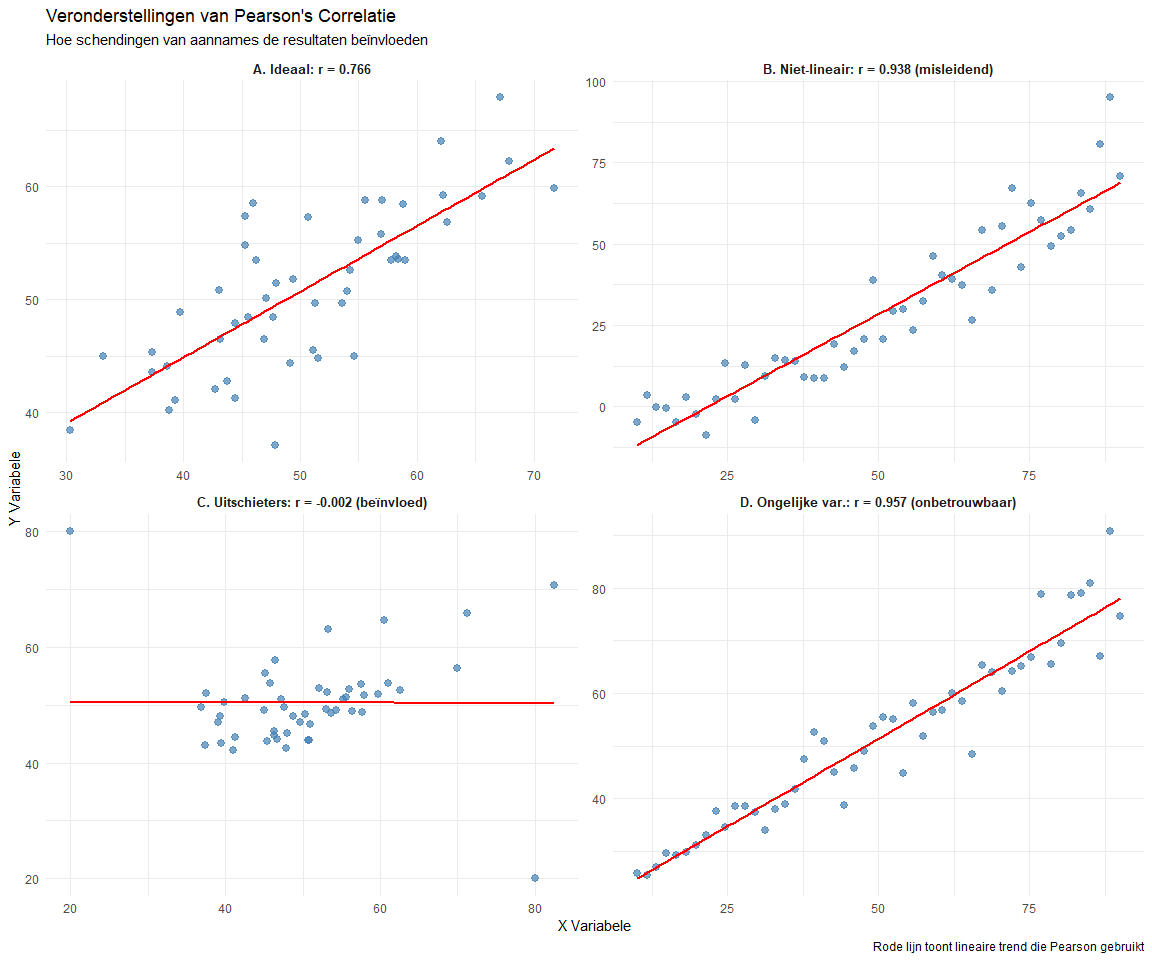 Veronderstellingen van Pearson's Correlatie
Hoe schendingen van aannames de resultaten beïnvloeden
A. Ideaal: r = 0.766
60
50
40
30 40 50 60 70
B. Niet-lineair: r = 0.938 (misleidend)
100
75
50
25
0
25 50 75
C. Uitschieters: r = -0.002 (beïnvloed)
80
60
40
20
20 40 60 80
D. Ongelijke var.: r = 0.957 (onbetrouwbaar)
80
60
40
25 50 75
Y Variabele
X Variabele
Rode lijn toont lineaire trend die Pearson gebruikt